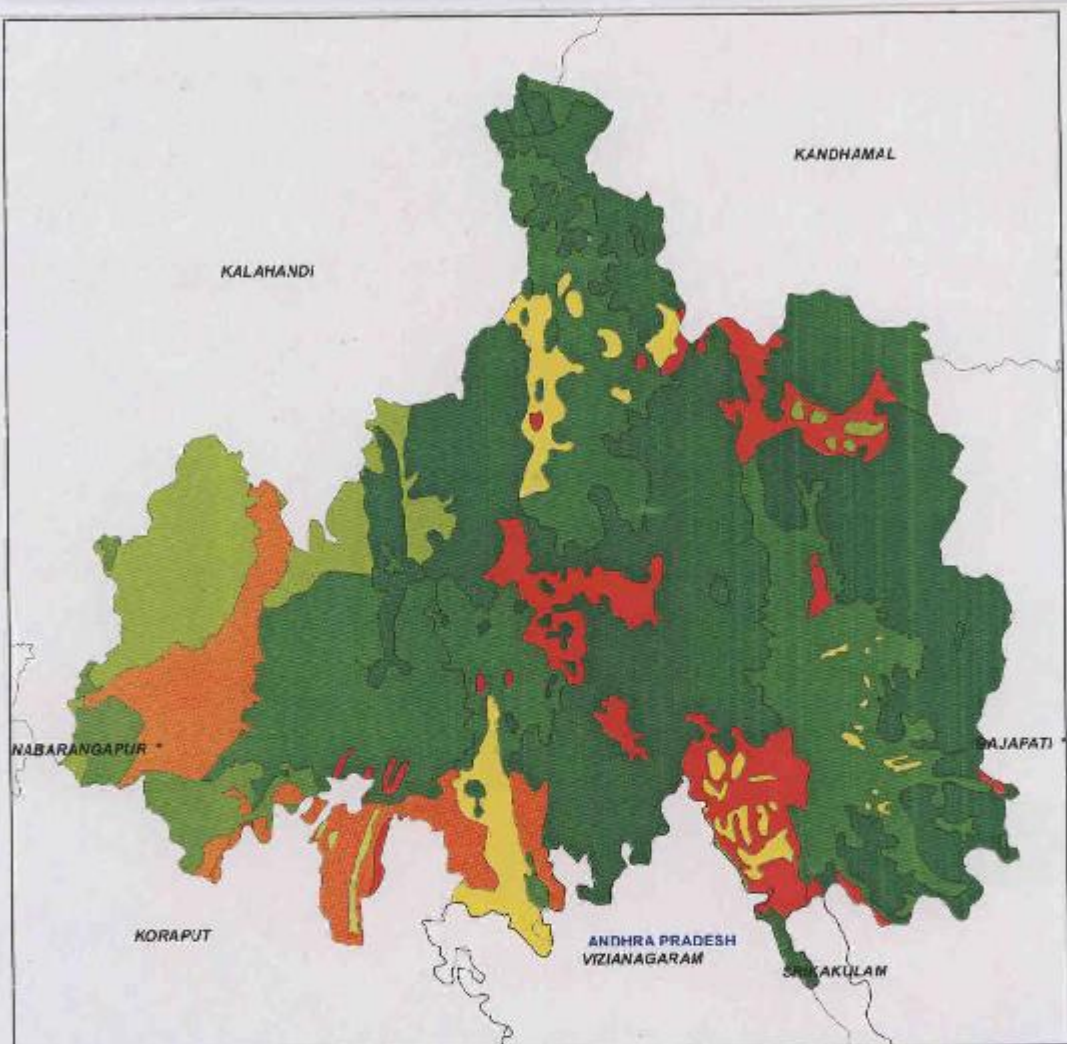 KANDHAMAL
KALAHANDI
NABARANGAPUR *
GAJAPATI *
KORAPUT
ANDHRA PRADESH
VIZIANAGARAM
SRIKAKULAM